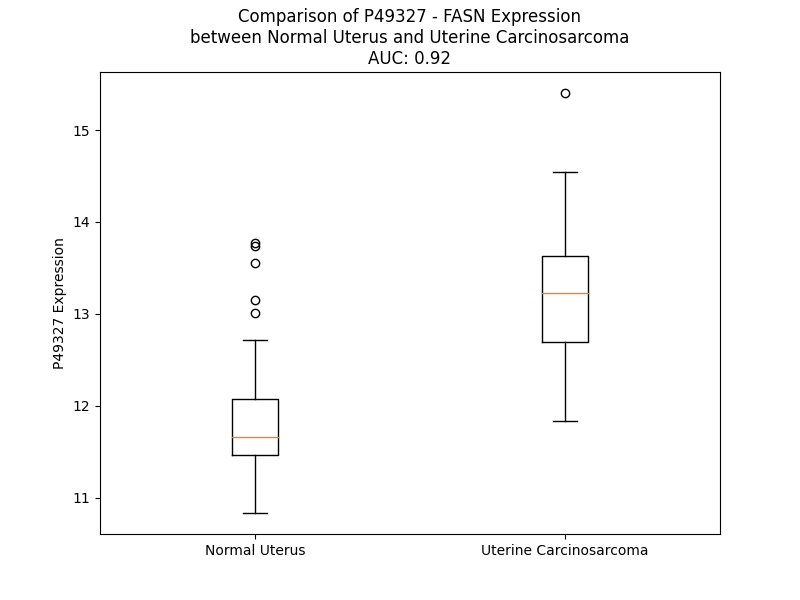 Comparison of P49327 - FASN Expression
between Normal Uterus and Uterine Carcinosarcoma
AUC: 0.92
15
14
13
12
11
P49327 Expression
Normal Uterus
Uterine Carcinosarcoma